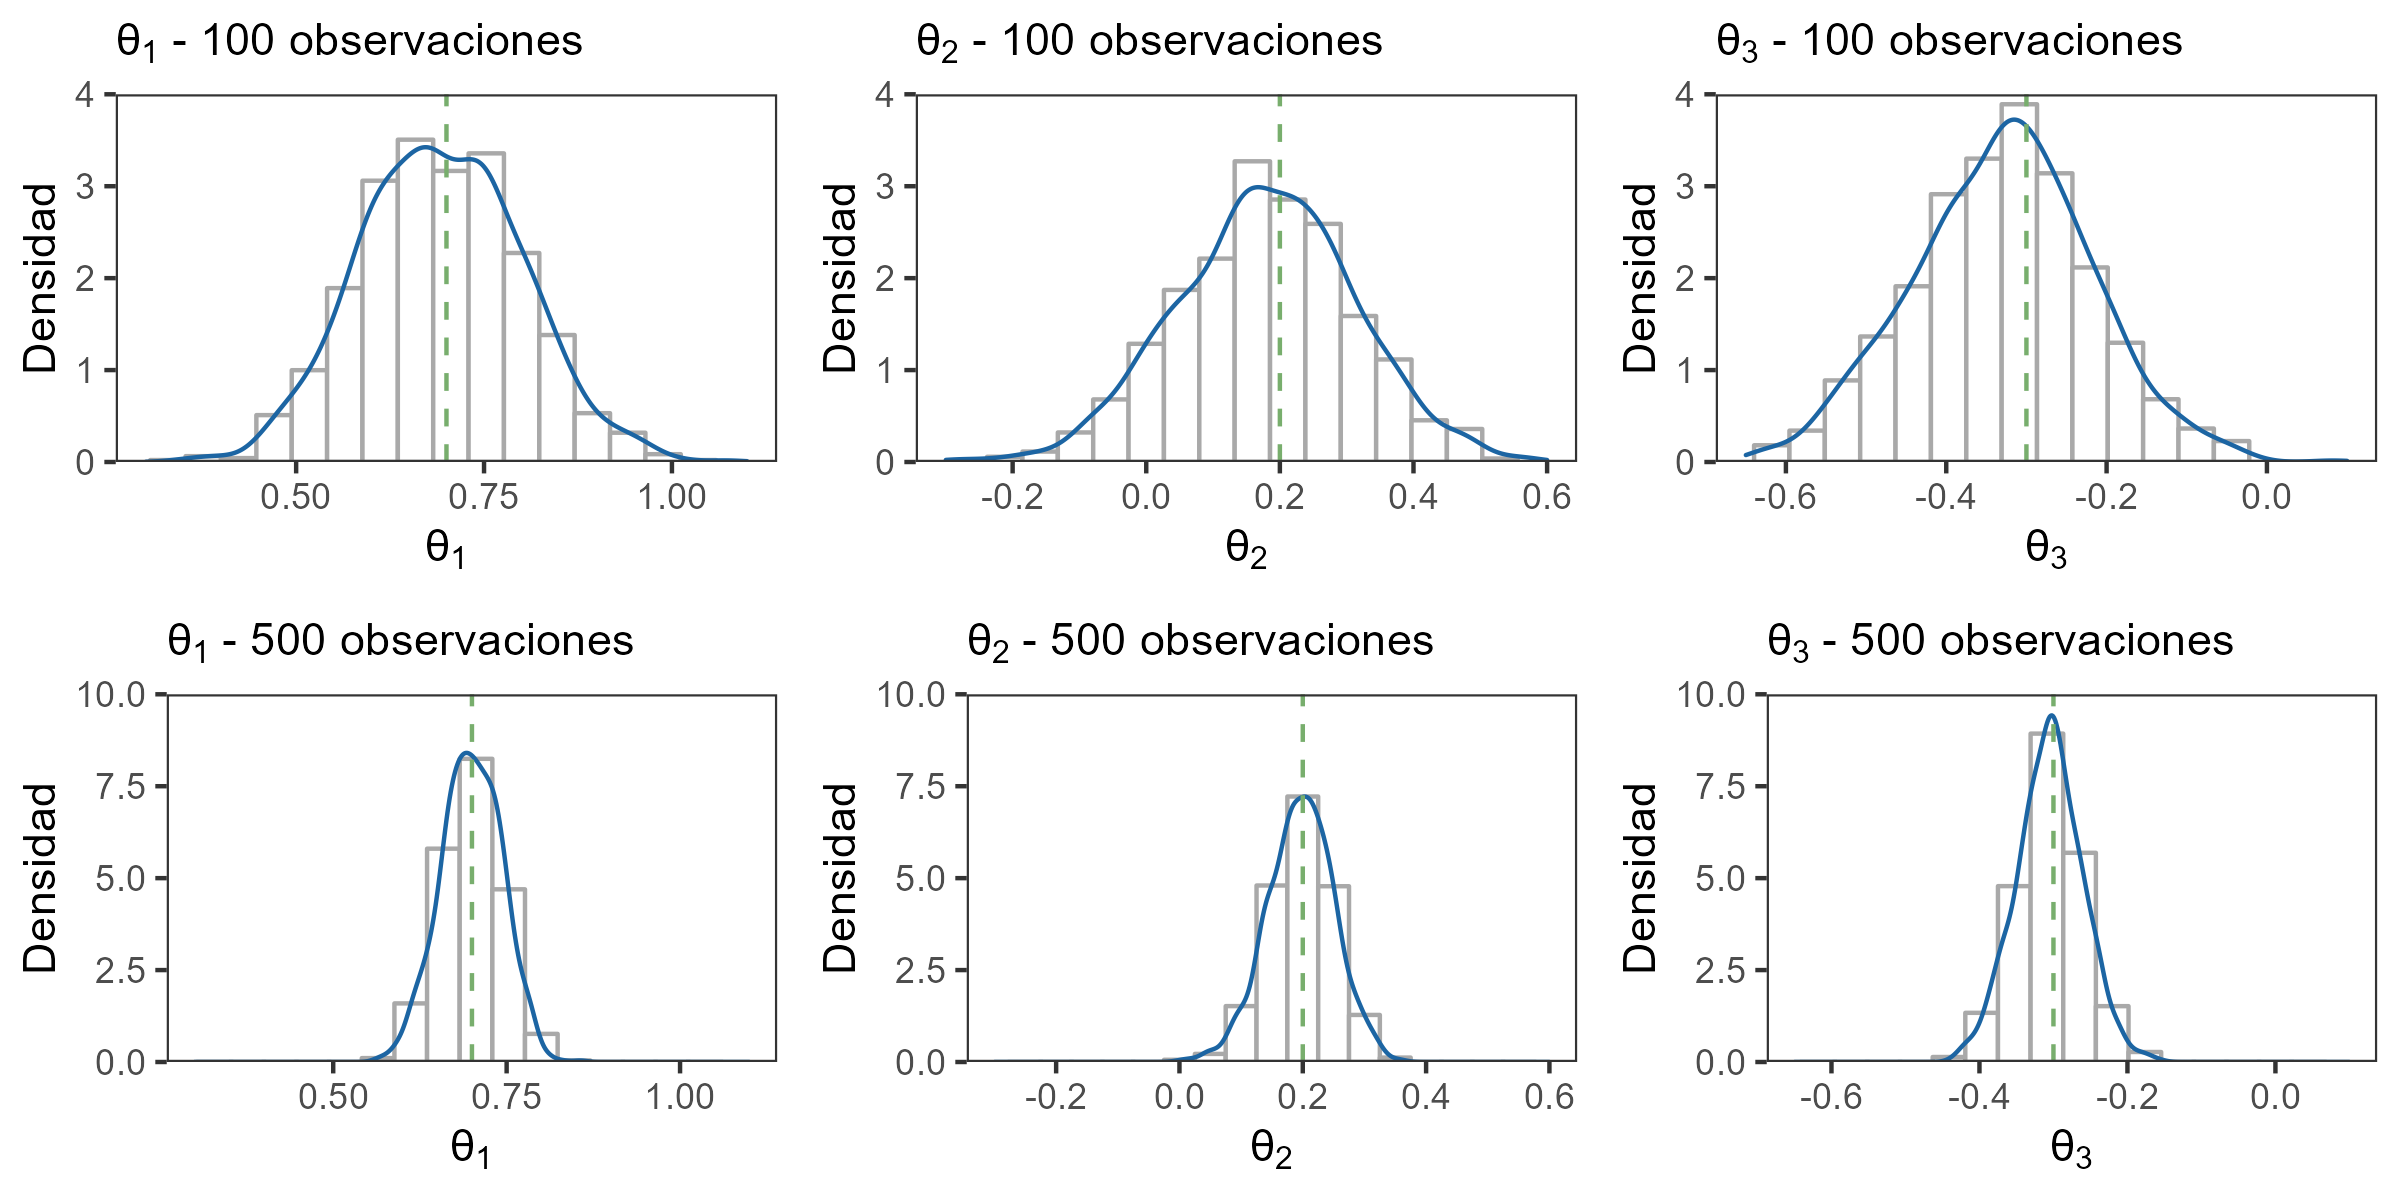 θ1 - 100 observaciones
4
3
2
1
0
Densidad
0.50 0.75 1.00
θ1
θ2 - 100 observaciones
4
3
2
1
0
Densidad
-0.2 0.0 0.2 0.4 0.6
θ2
θ3 - 100 observaciones
4
3
2
1
0
Densidad
-0.6 -0.4 -0.2 0.0
θ3
θ1 - 500 observaciones
10.0
7.5
5.0
2.5
0.0
Densidad
0.50 0.75 1.00
θ1
θ2 - 500 observaciones
10.0
7.5
5.0
2.5
0.0
Densidad
-0.2 0.0 0.2 0.4 0.6
θ2
θ3 - 500 observaciones
10.0
7.5
5.0
2.5
0.0
Densidad
-0.6 -0.4 -0.2 0.0
θ3